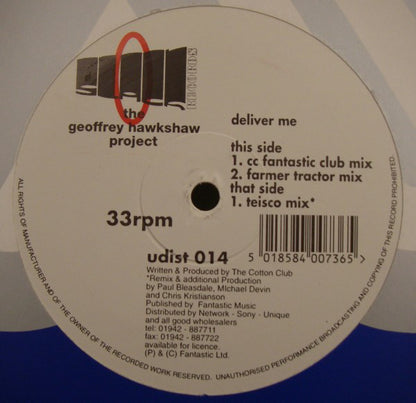 RECORDS
the
geoffrey hawkshaw
project
deliver me
this side
1. cc fantastic club mix
2. farmer tractor mix
that side
1. teisco mix*
33rpm
udist 014
5 018584 007365
Written & Produced by The Cotton Club
*Remix & additional Production
by Paul Bleasdale, Michael Devin
and Chris Kristianson
Published by Fantastic Music
Distributed by Network - Sony - Unique
and all good wholesalers
tel: 01942 - 887711
fax: 01942 - 887722
available for licence.
(P) & (C) Fantastic Ltd.
ALL RIGHTS OF MANUFACTURER AND OF THE OWNER OF THE RECORDED WORK RESERVED. UNAUTHORISED PERFORMANCE BROADCASTING AND COPYING OF THIS RECORD PROHIBITED.